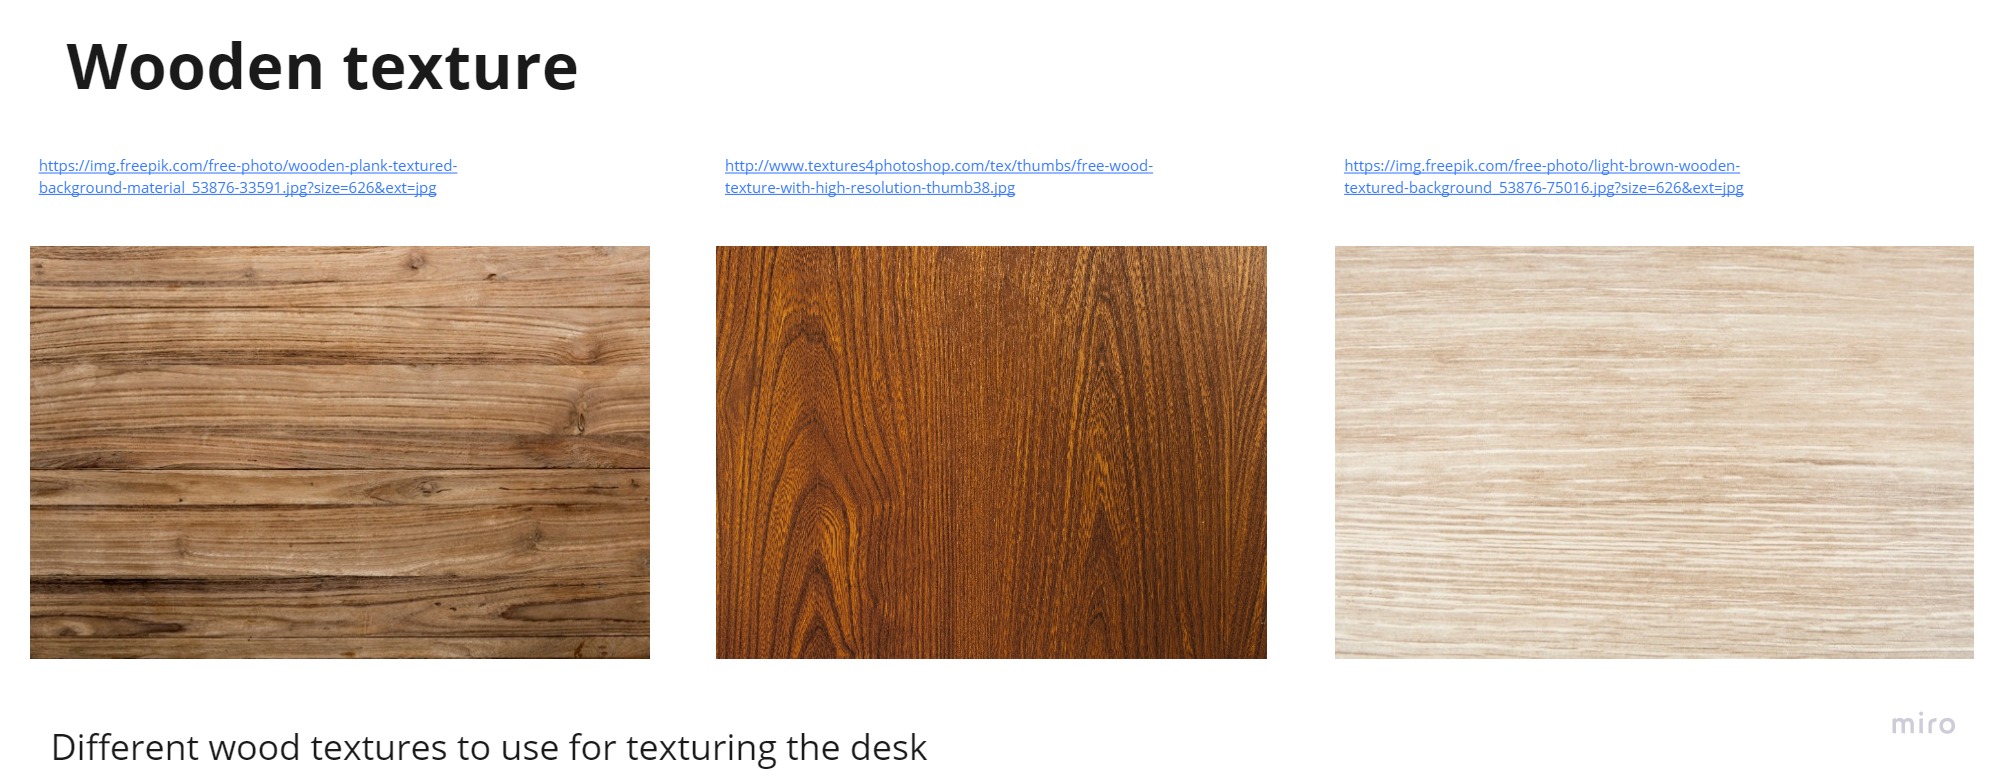 Wooden texture
https://img.freepik.com/free-photo/wooden-plank-textured-
background-material_53876-33591.jpg?size=626&ext=jpg
http://www.textures4photoshop.com/tex/thumbs/free-wood-
texture-with-high-resolution-thumb38.jpg
https://img.freepik.com/free-photo/light-brown-wooden-
textured-background_53876-75016.jpg?size=626&ext=jpg
Different wood textures to use for texturing the desk
miro